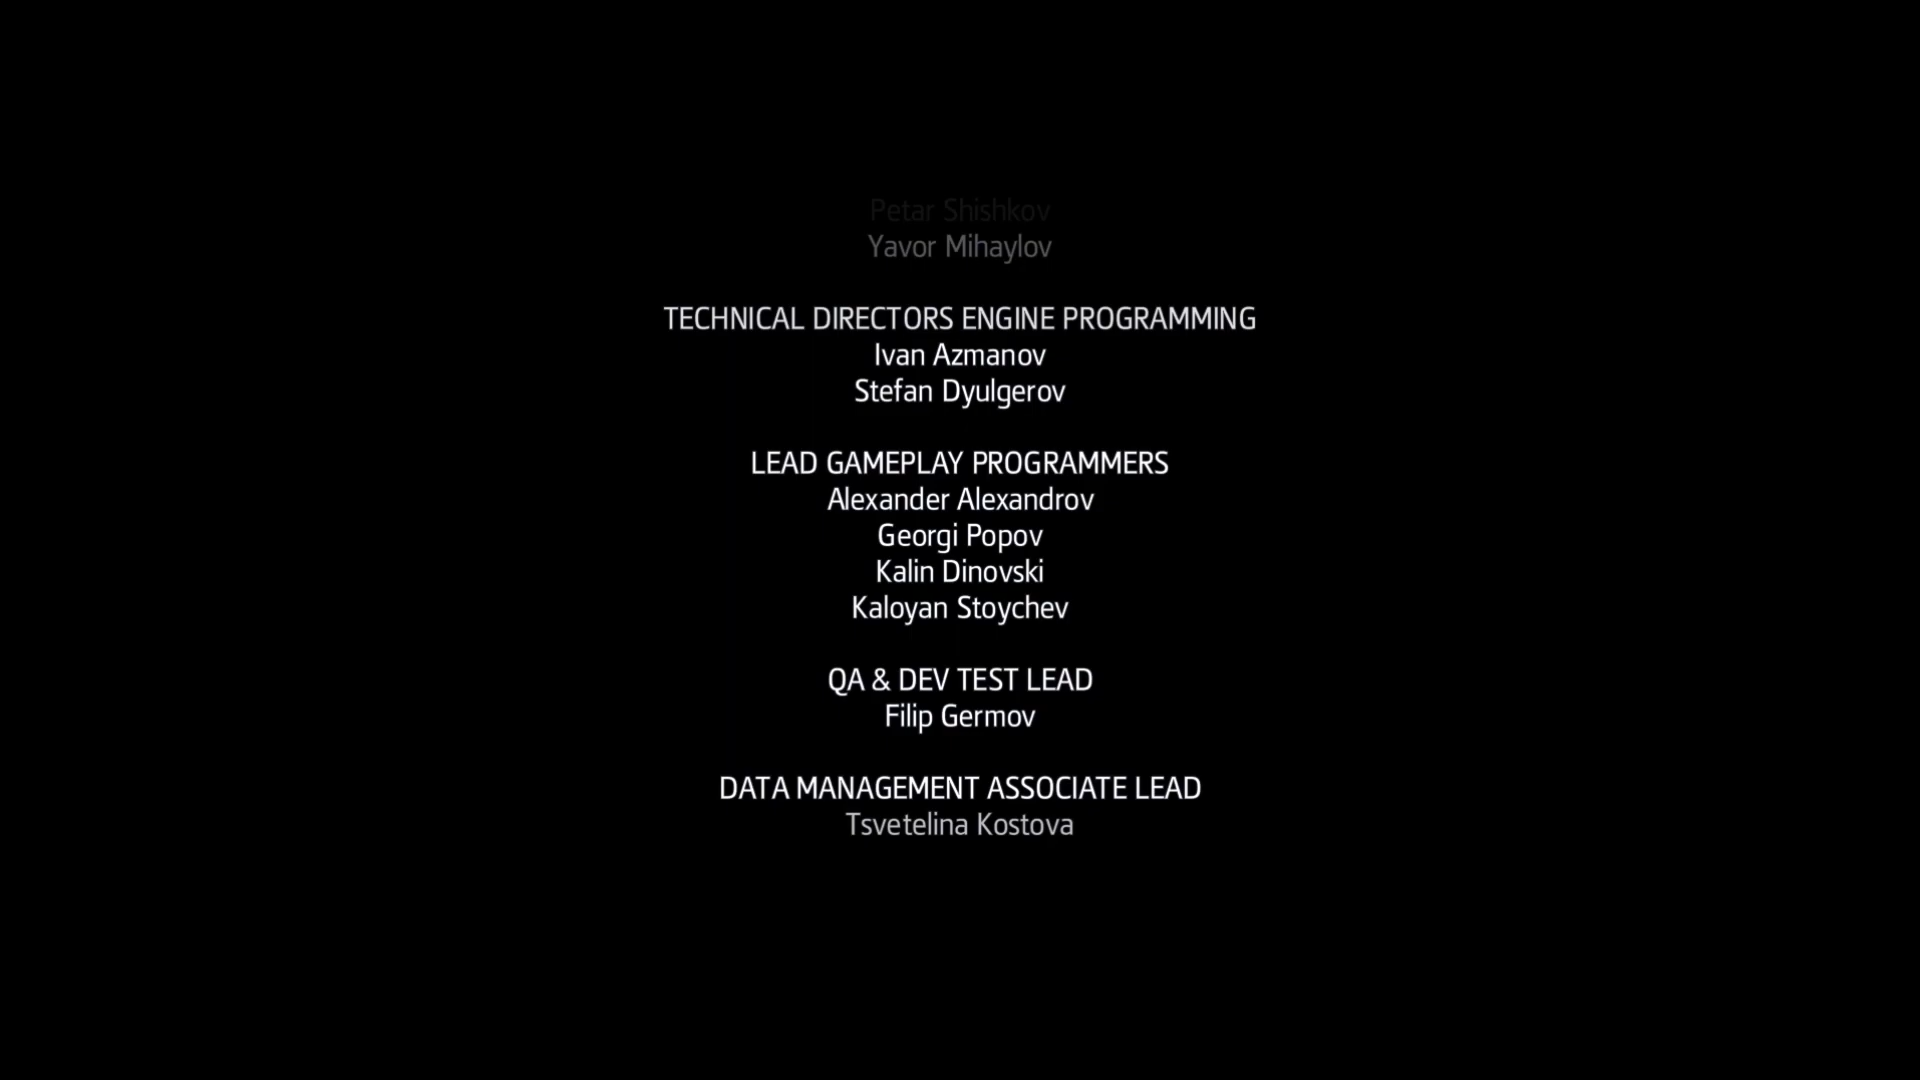 Petar Shishkov
Yavor Mihaylov
TECHNICAL DIRECTORS ENGINE PROGRAMMING
Ivan Azmanov
Stefan Dyulgerov
LEAD GAMEPLAY PROGRAMMERS
Alexander Alexandrov
Georgi Popov
Kalin Dinovski
Kaloyan Stoychev
QA & DEV TEST LEAD
Filip Germov
DATA MANAGEMENT ASSOCIATE LEAD
Tsvetelina Kostova